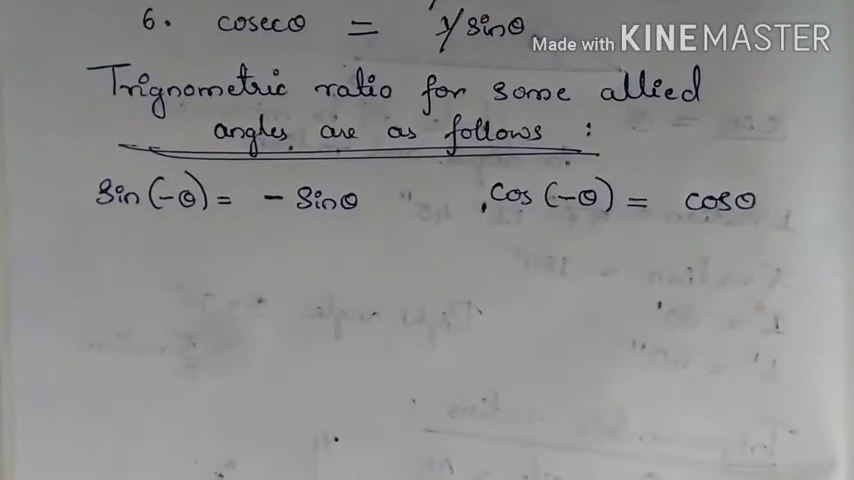 6. cosecθ = 1/sinθ
Made with KINEMASTER
Trignometric ratio for some allied
angles are as follows :
sin(-θ) = - sinθ cos(-θ) = cosθ